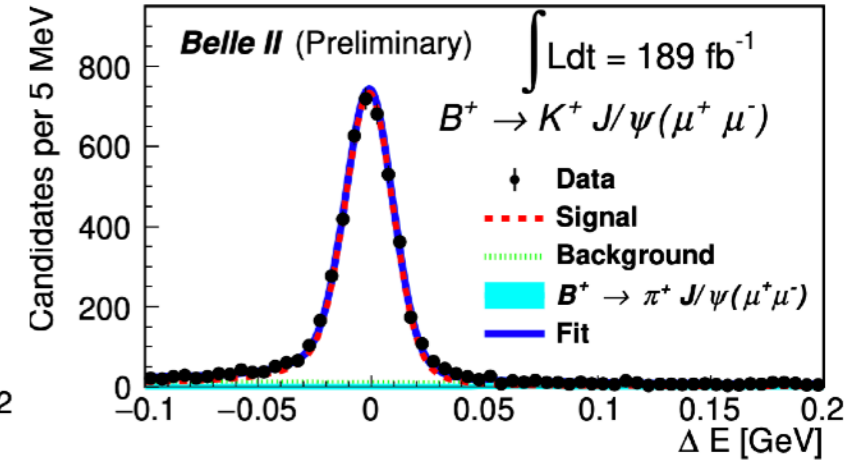 Candidates per 5 MeV
Belle II (Preliminary)
∫Ldt = 189 fb⁻¹
B⁺ → K⁺ J/ψ(μ⁺ μ⁻)
Data
Signal
Background
B⁺ → π⁺ J/ψ(μ⁺μ⁻)
Fit
800
600
400
200
0
2
−0.1 −0.05 0 0.05 0.1 0.15 0.2
Δ E [GeV]